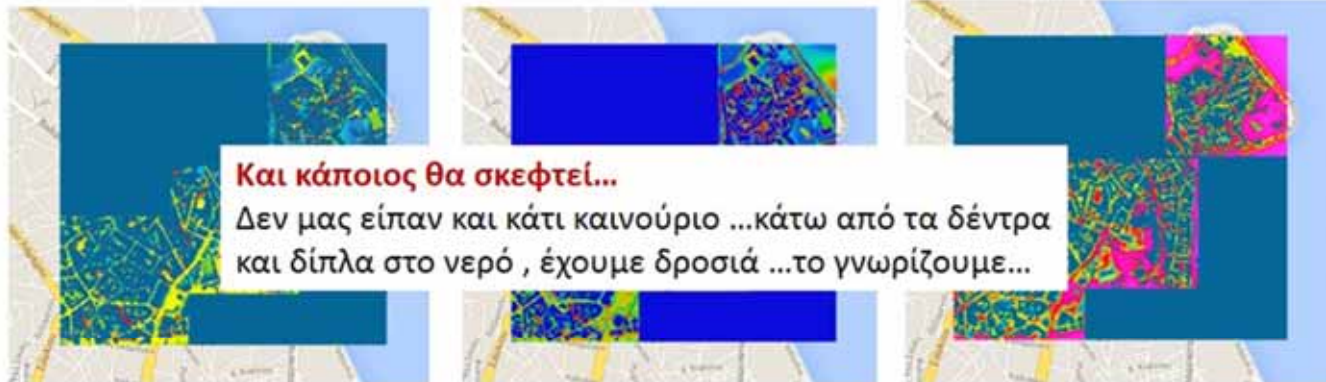 Και κάποιος θα σκεφτεί...
Δεν μας είπαν και κάτι καινούριο ...κάτω από τα δέντρα
και δίπλα στο νερό , έχουμε δροσιά ...το γνωρίζουμε...